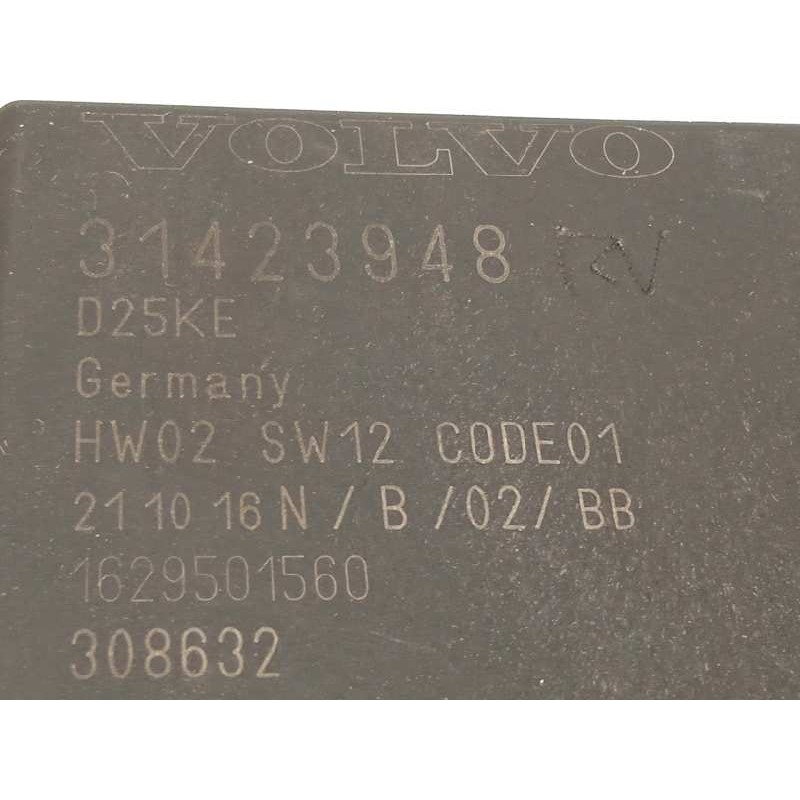 VOLVO
31423948
D25KE
Germany
HW02 SW12 CODE01
21 10 16 N / B / 02 / BB
1629501560
308632